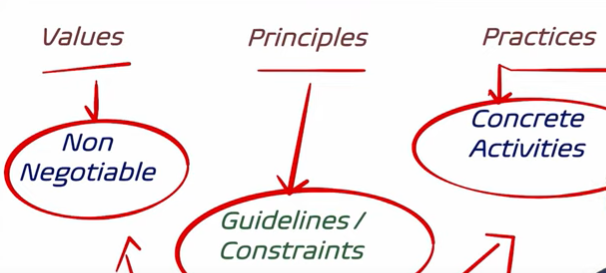 Values
Principles
Practices
Non
Negotiable
Concrete
Activities
Guidelines /
Constraints